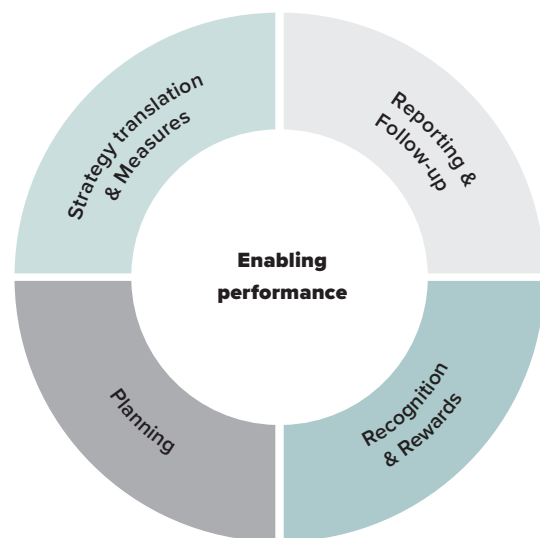 Strategy translation
& Measures
Reporting &
Follow-up
Enabling
performance
Planning
Recognition
& Rewards